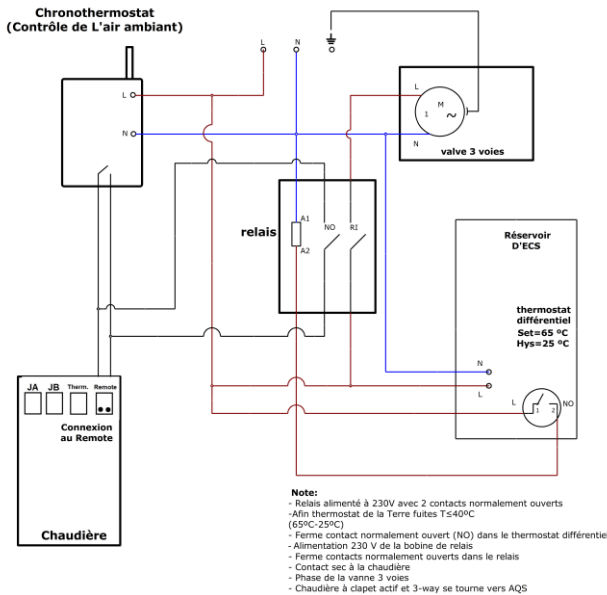 Chronothermostat
(Contrôle de L'air ambiant)
L
N
L
N
L
M
1
N
valve 3 voies
relais
A1
A2
NO
RI
Réservoir
D'ECS
thermostat
différentiel
Set=65 ºC
Hys=25 ºC
N
L
L
1
2
NO
JA
JB
Therm.
Remote
Connexion
au Remote
Chaudière
Note:
- Relais alimenté à 230V avec 2 contacts normalement ouverts
-Afin thermostat de la Terre fuites T≤40ºC
(65ºC-25ºC)
- Ferme contact normalement ouvert (NO) dans le thermostat différentiel
- Alimentation 230 V de la bobine de relais
- Ferme contacts normalement ouverts dans le relais
- Contact sec à la chaudière
- Phase de la vanne 3 voies
- Chaudière à clapet actif et 3-way se tourne vers AQS